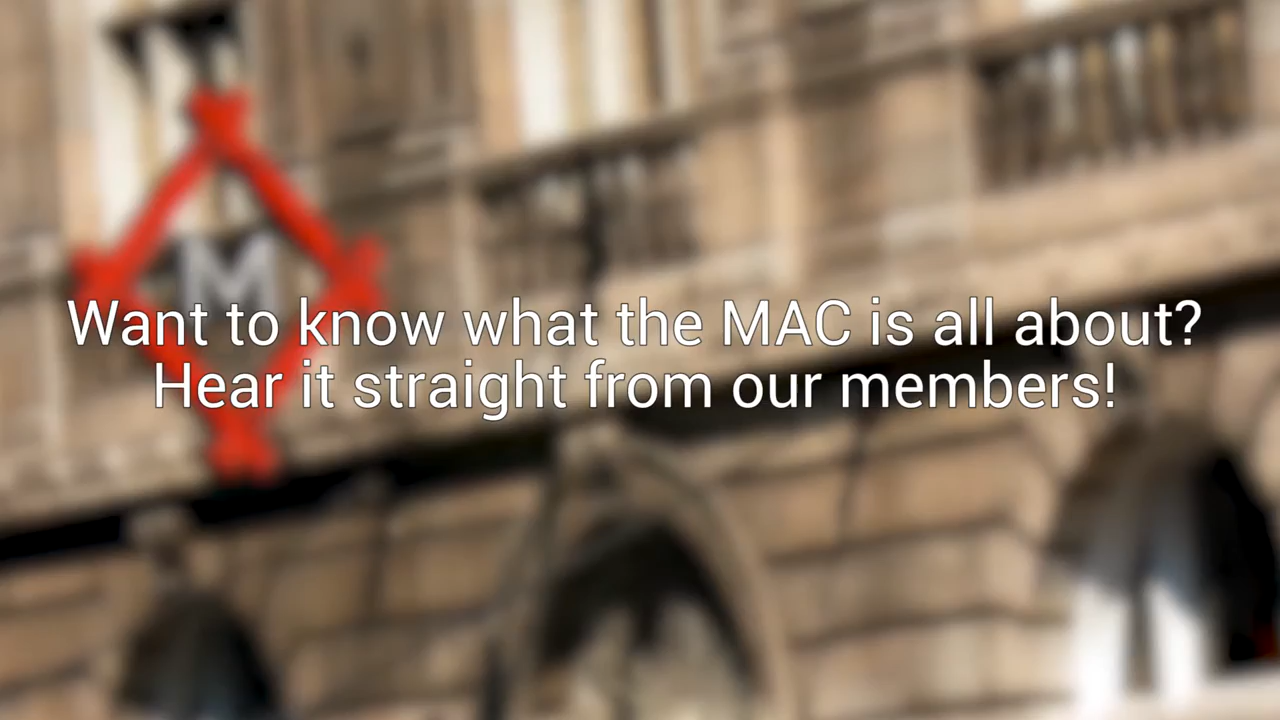 M
Want to know what the MAC is all about?
Hear it straight from our members!